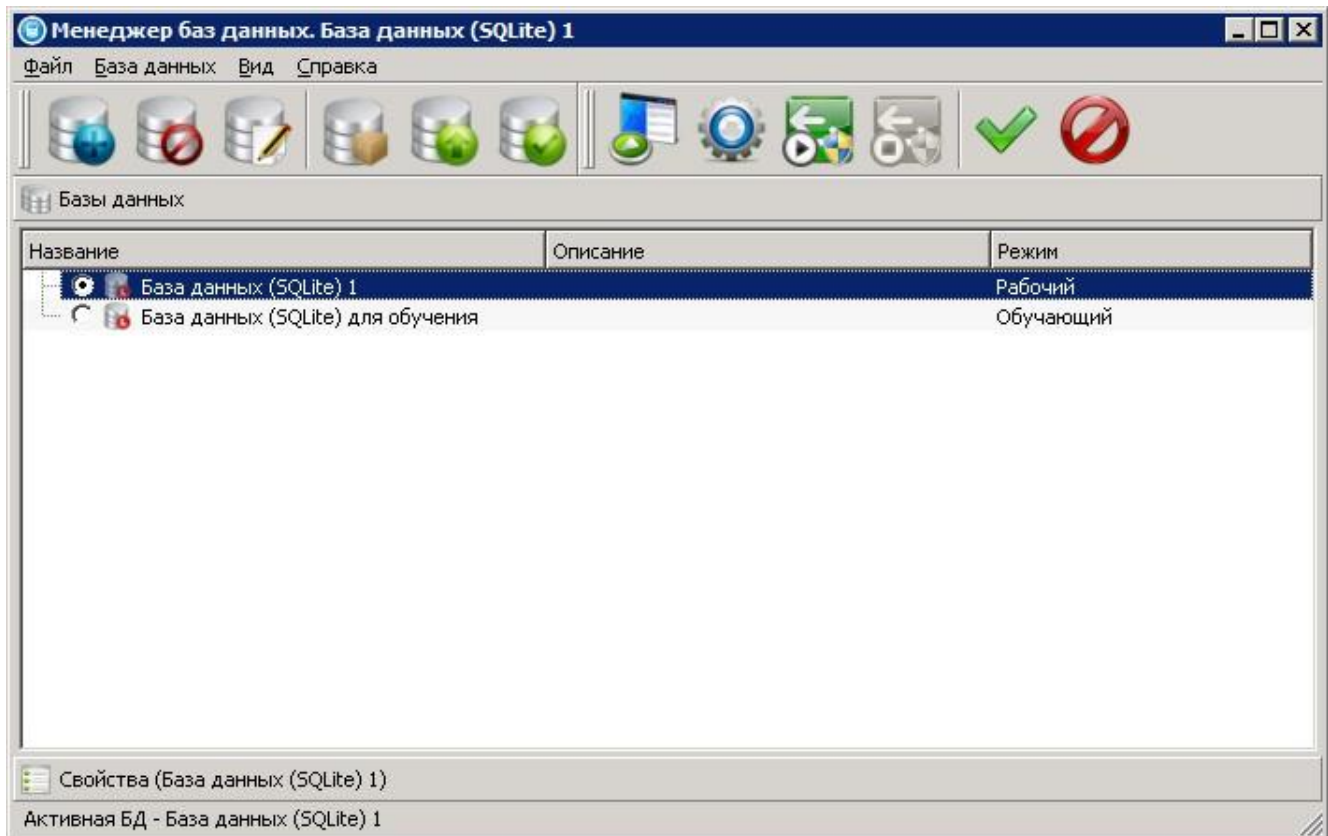 Менеджер баз данных. База данных (SQLite) 1
Файл База данных Вид Справка
Базы данных
Название Описание Режим
База данных (SQLite) 1 Рабочий
База данных (SQLite) для обучения Обучающий
Свойства (База данных (SQLite) 1)
Активная БД - База данных (SQLite) 1